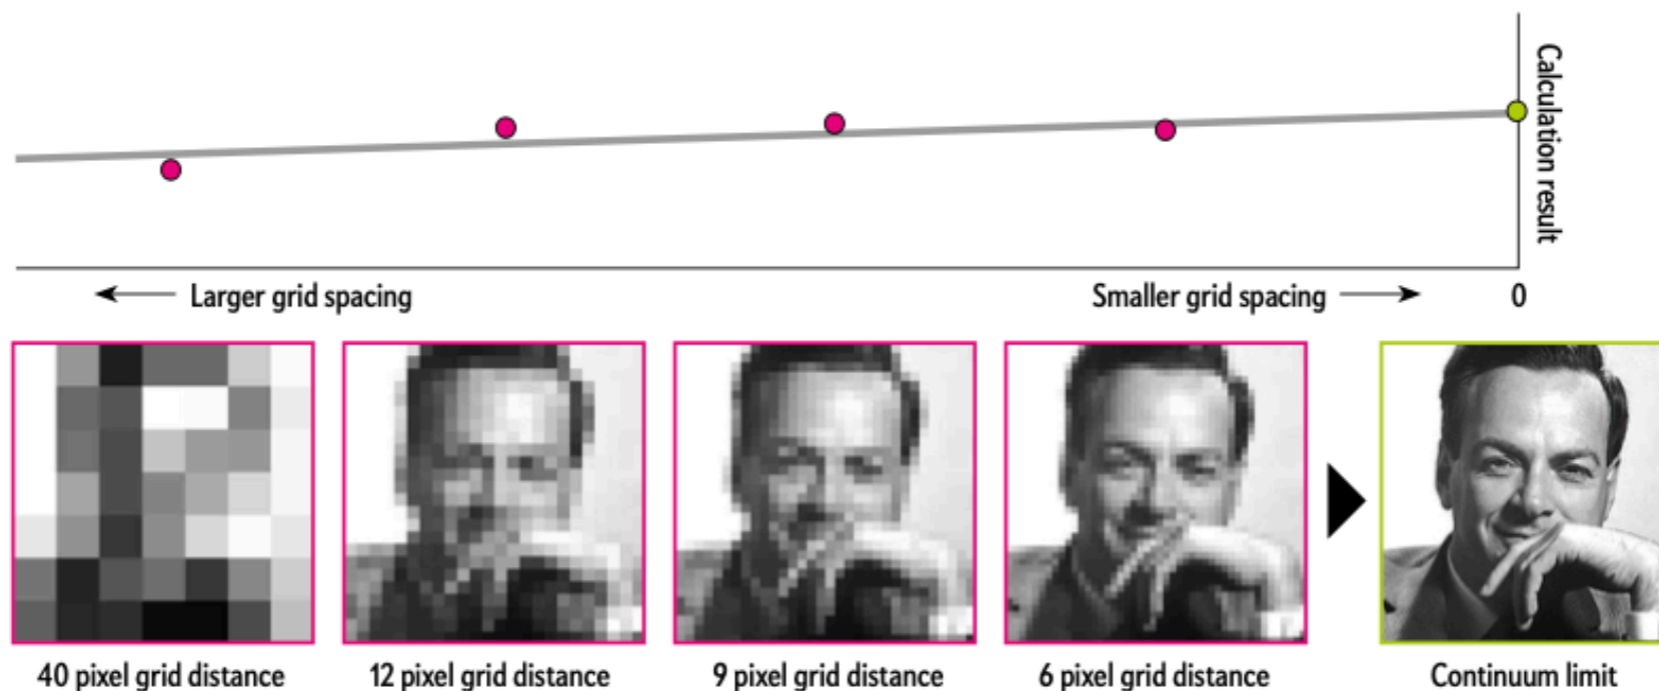 Calculation result
Larger grid spacing
Smaller grid spacing
0
40 pixel grid distance
12 pixel grid distance
9 pixel grid distance
6 pixel grid distance
Continuum limit